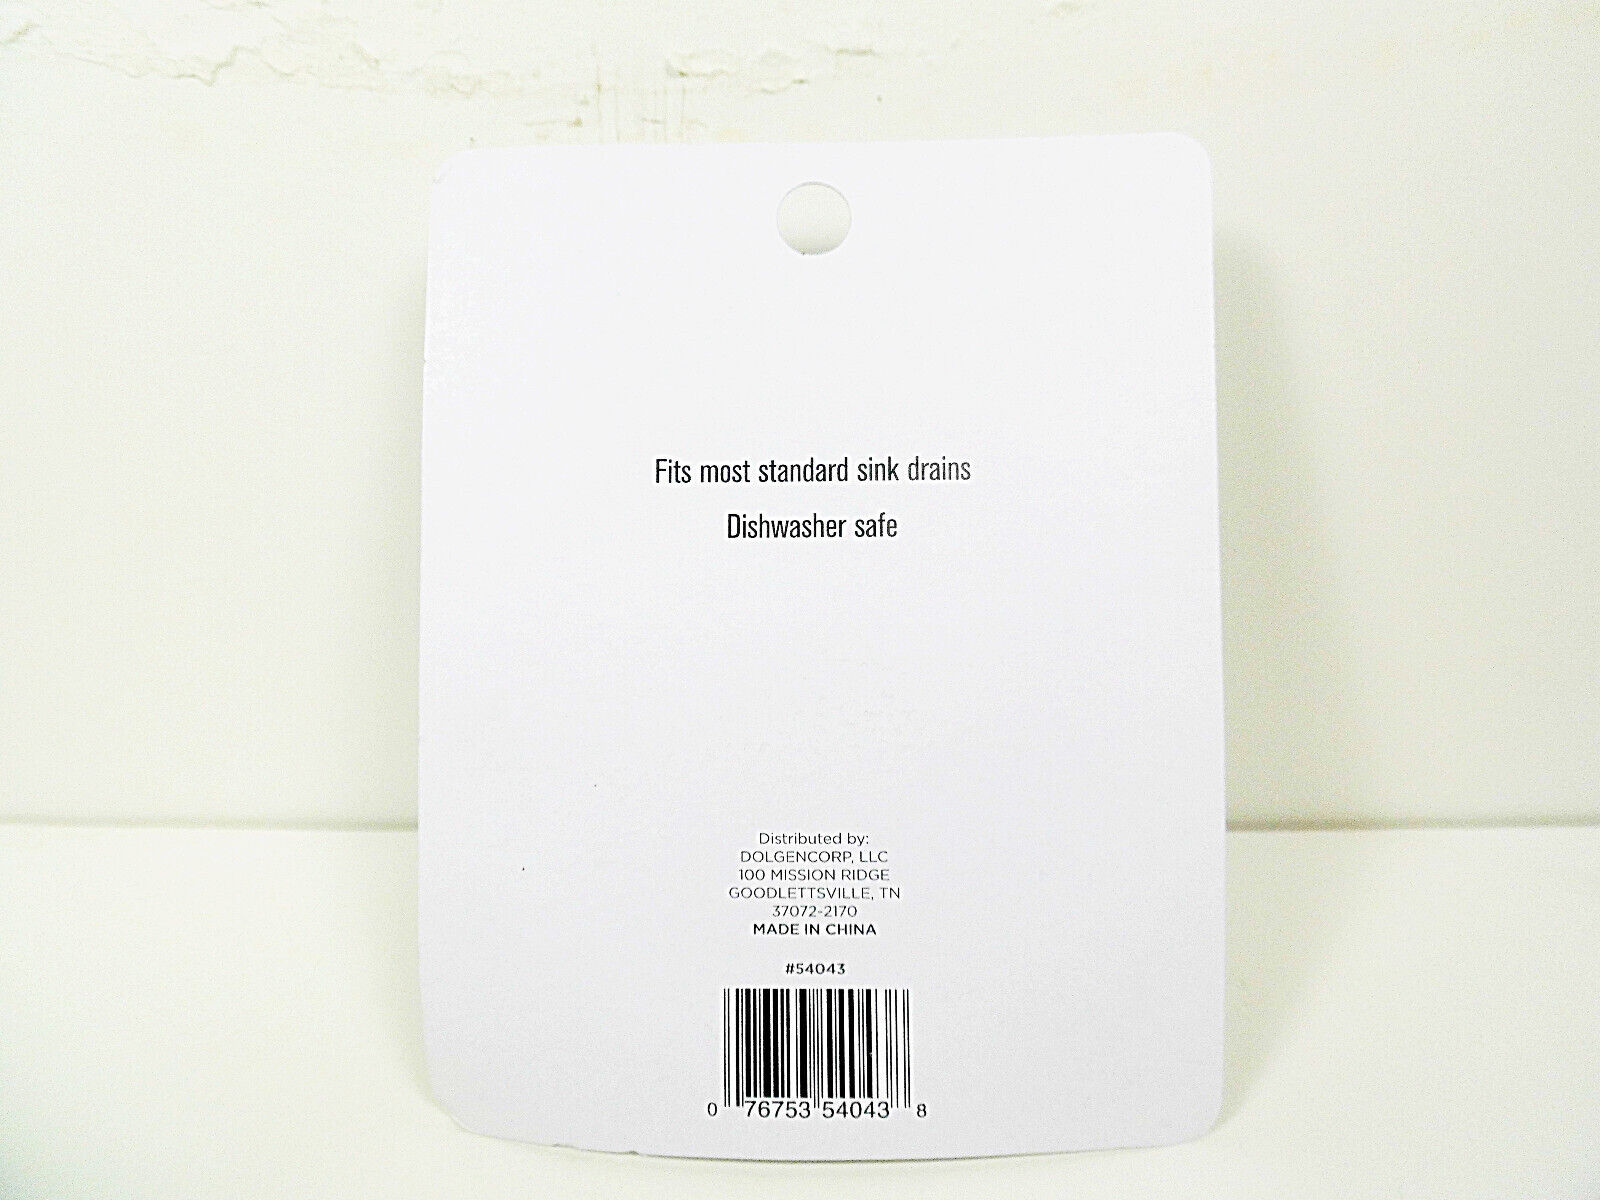 Fits most standard sink drains
Dishwasher safe
Distributed by:
DOLGENCORP, LLC
100 MISSION RIDGE
GOODLETTSVILLE, TN
37072-2170
MADE IN CHINA
#54043
0 76753 54043 8